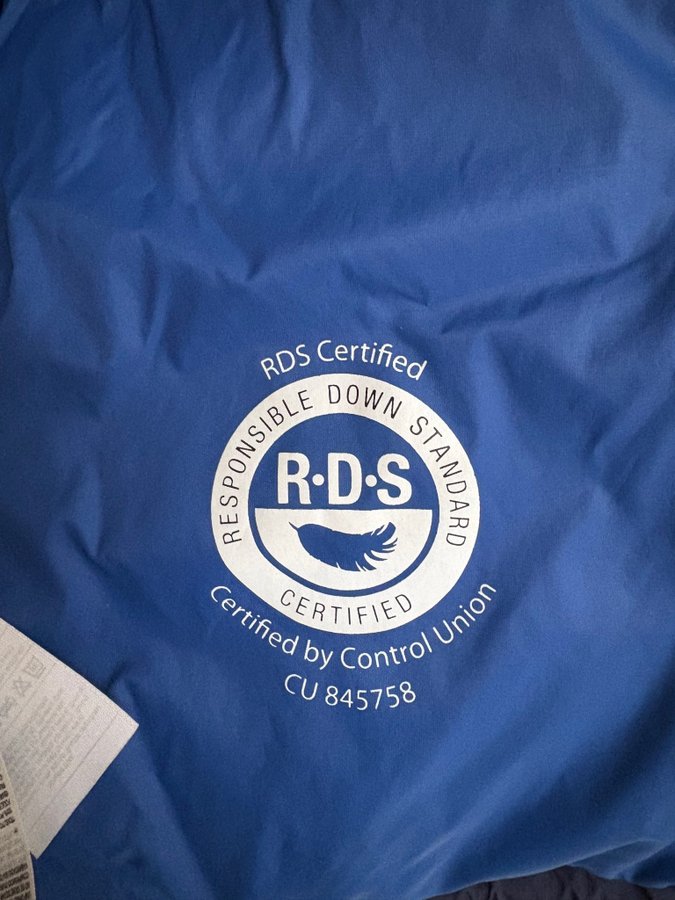 RDS Certified
RESPONSIBLE DOWN STANDARD
R·D·S
CERTIFIED
Certified by Control Union
CU 845758